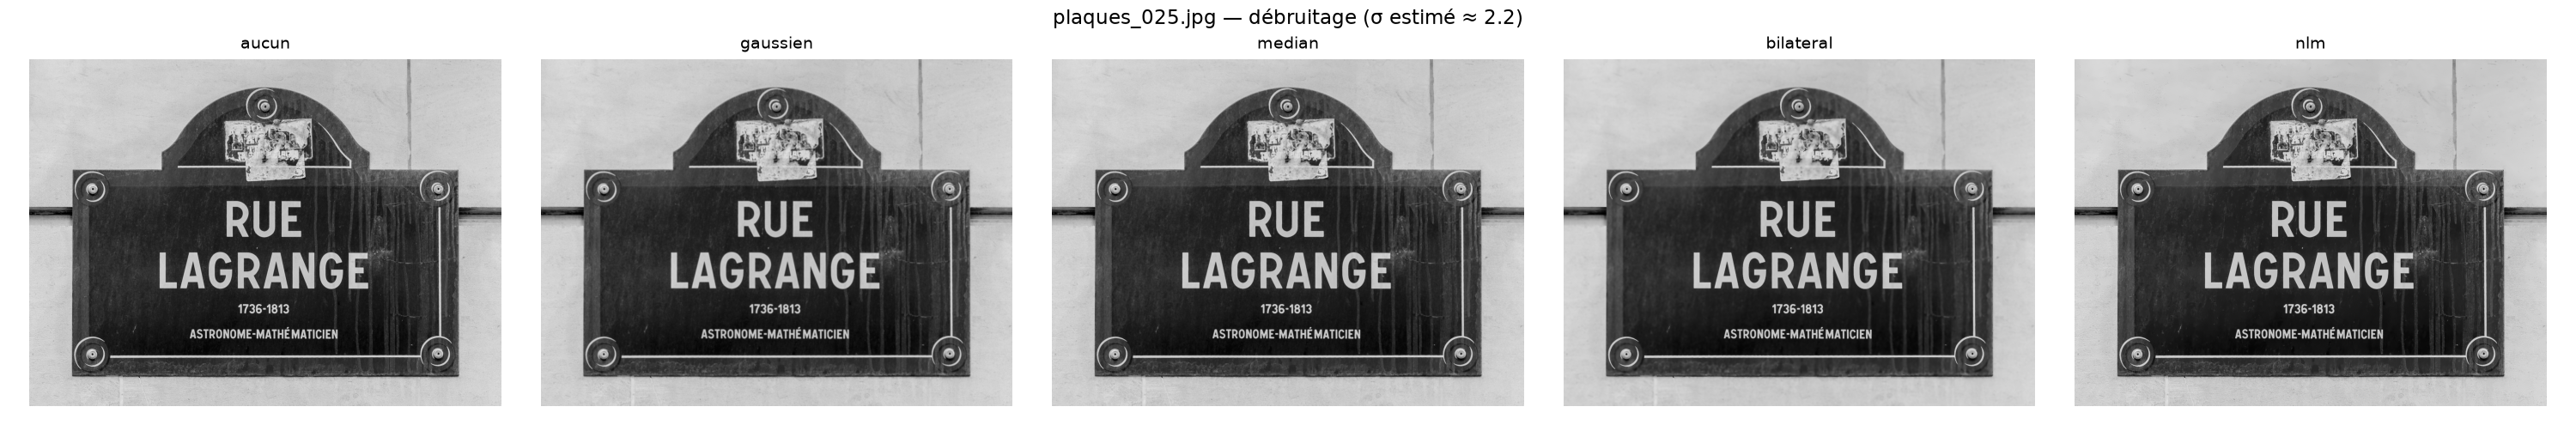 plaques_025.jpg — débruitage (σ estimé ≈ 2.2)
aucun
RUE
LAGRANGE
1736-1813
ASTRONOME-MATHÉMATICIEN
gaussien
RUE
LAGRANGE
1736-1813
ASTRONOME-MATHÉMATICIEN
median
RUE
LAGRANGE
1736-1813
ASTRONOME-MATHÉMATICIEN
bilateral
RUE
LAGRANGE
1736-1813
ASTRONOME-MATHÉMATICIEN
nlm
RUE
LAGRANGE
1736-1813
ASTRONOME-MATHÉMATICIEN